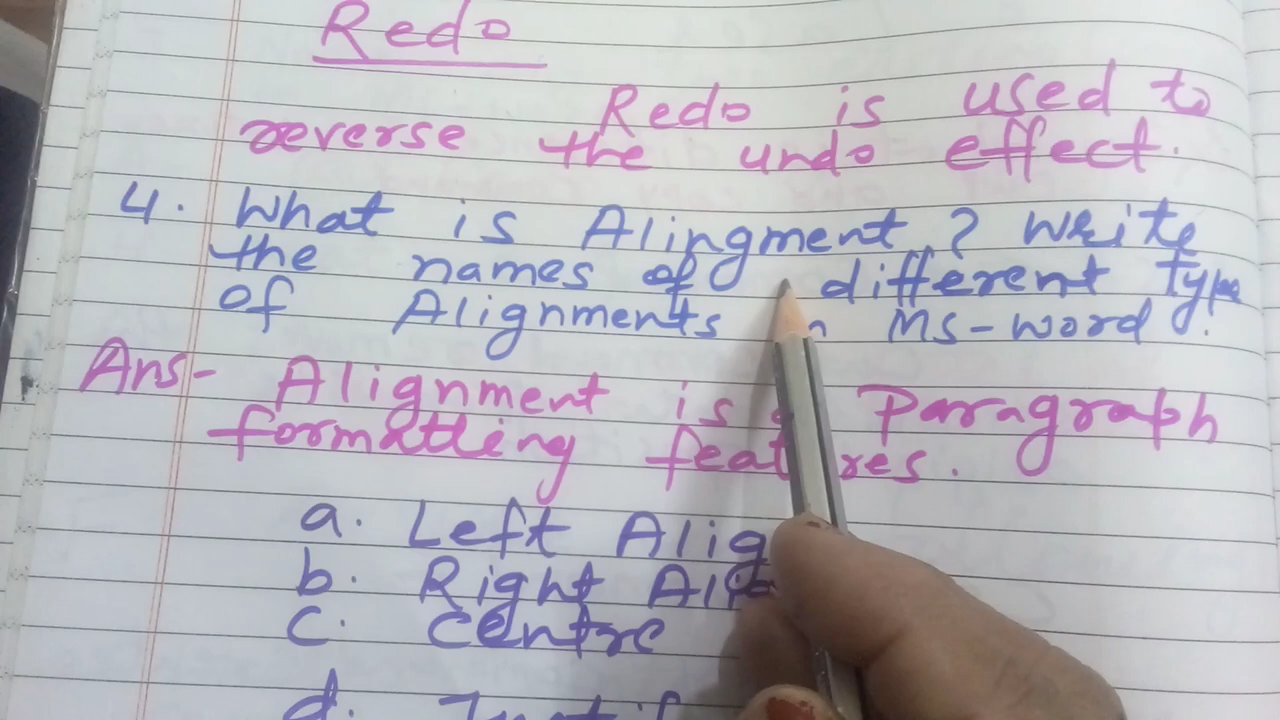 Redo
Redo is used to
reverse the undo effect.
4. What is Alingment? Write
the names of different type
of Alignments MS-Word.
Ans- Alignment is a Paragraph
formatting features.
a. Left
b. Right
c. Centre
d.